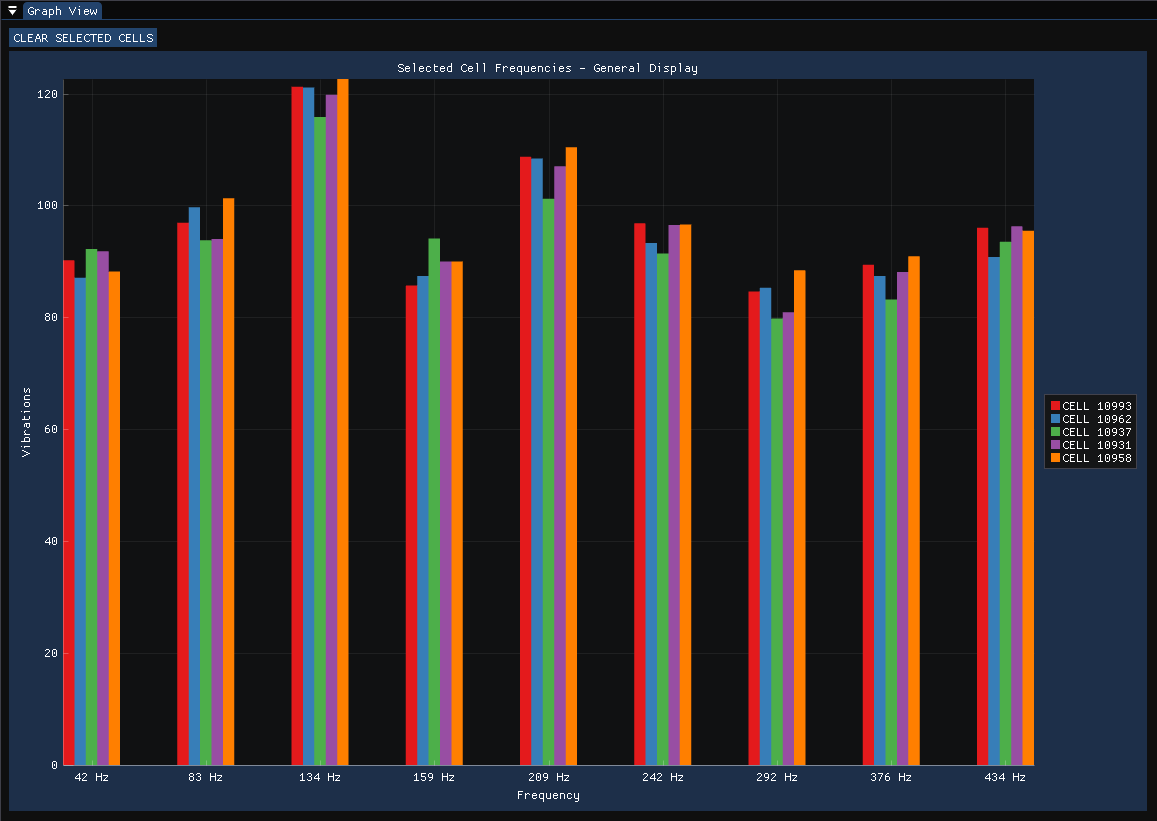 Graph View
CLEAR SELECTED CELLS
Selected Cell Frequencies - General Display
120
100
80
60
40
20
0
Vibrations
42 Hz 83 Hz 134 Hz 159 Hz 209 Hz 242 Hz 292 Hz 376 Hz 434 Hz
Frequency
CELL 10993
CELL 10962
CELL 10937
CELL 10931
CELL 10958